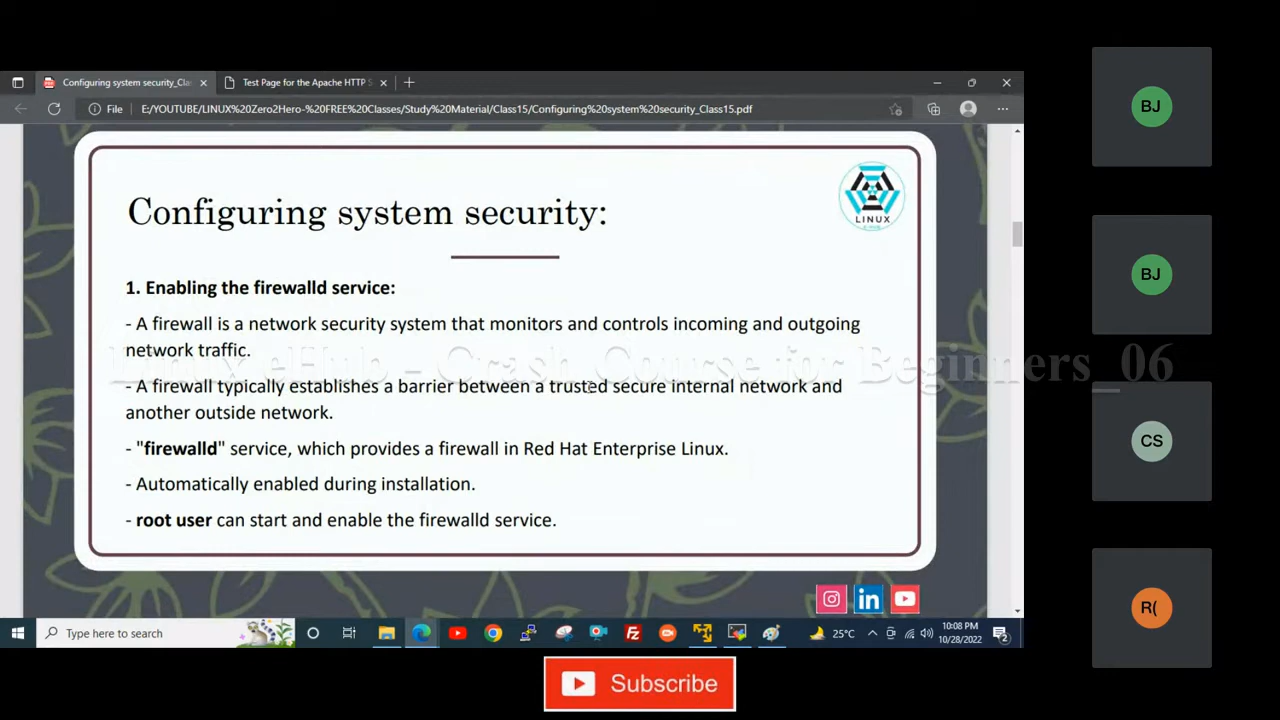 Configuring system security_Cla
Test Page for the Apache HTTP S
File
E:/YOUTUBE/LINUX%20Zero2Hero-%20FREE%20Classes/Study%20Material/Class15/Configuring%20system%20security_Class15.pdf
Configuring system security:
LINUX
1. Enabling the firewalld service:
- A firewall is a network security system that monitors and controls incoming and outgoing
network traffic.
Linux eHub - Crash Course for Beginners_06
- A firewall typically establishes a barrier between a trusted secure internal network and
another outside network.
- "firewalld" service, which provides a firewall in Red Hat Enterprise Linux.
- Automatically enabled during installation.
- root user can start and enable the firewalld service.
BJ
BJ
CS
R(
Type here to search
25°C
10:08 PM
10/28/2022
2
Subscribe